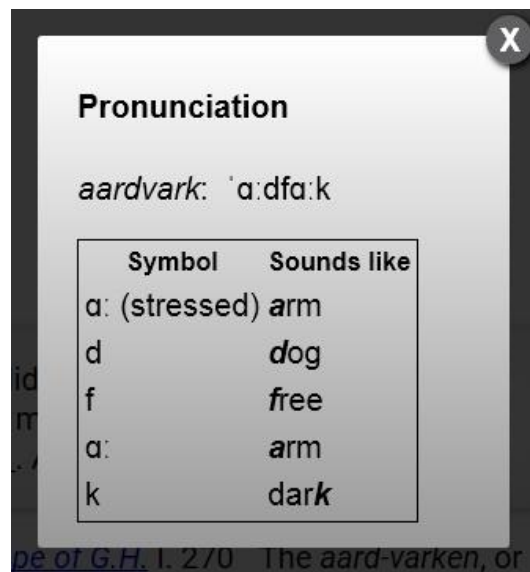 X
Pronunciation
aardvark: ˈɑːdfɑːk
Symbol Sounds like
ɑː (stressed) arm
d dog
f free
ɑː arm
k dark
id
m
. A
pe of G.H. I. 270 The aard-varken, or